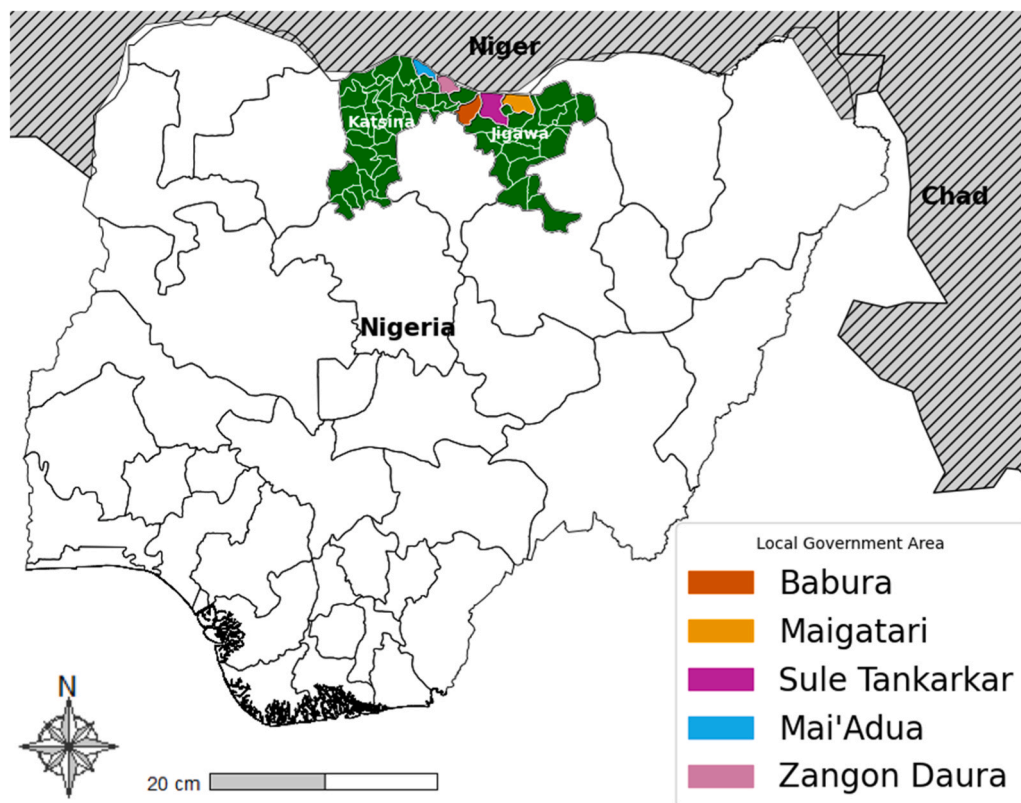 Niger
Katsina
Jigawa
Chad
Nigeria
Local Government Area
Babura
Maigatari
Sule Tankarkar
Mai'Adua
Zangon Daura
N
20 cm